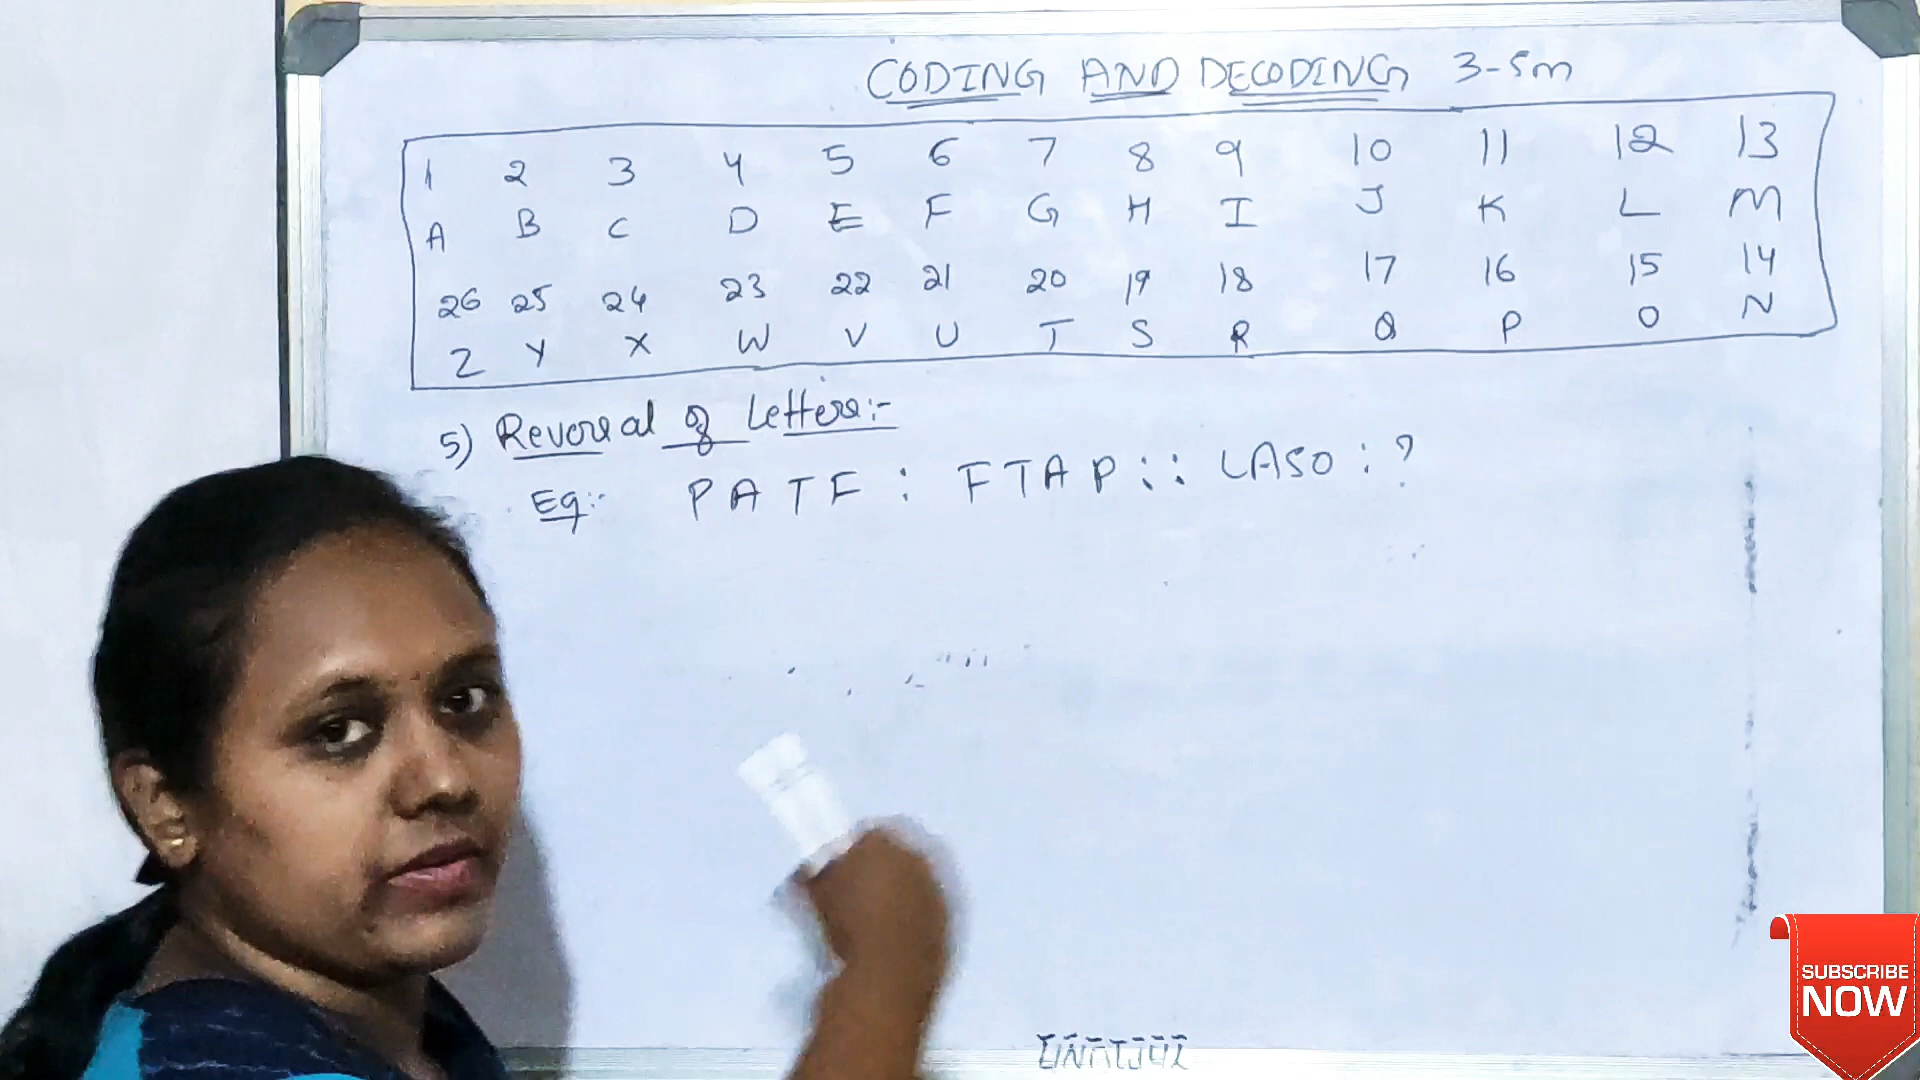 CODING AND DECODING 3-5m
1 2 3 4 5 6 7 8 9 10 11 12 13
A B C D E F G H I J K L M
26 25 24 23 22 21 20 19 18 17 16 15 14
Z Y X W V U T S R Q P O N
5) Reversal of Letters:-
Eg:- PATF : FTAP :: LASO : ?
SUBSCRIBE
NOW